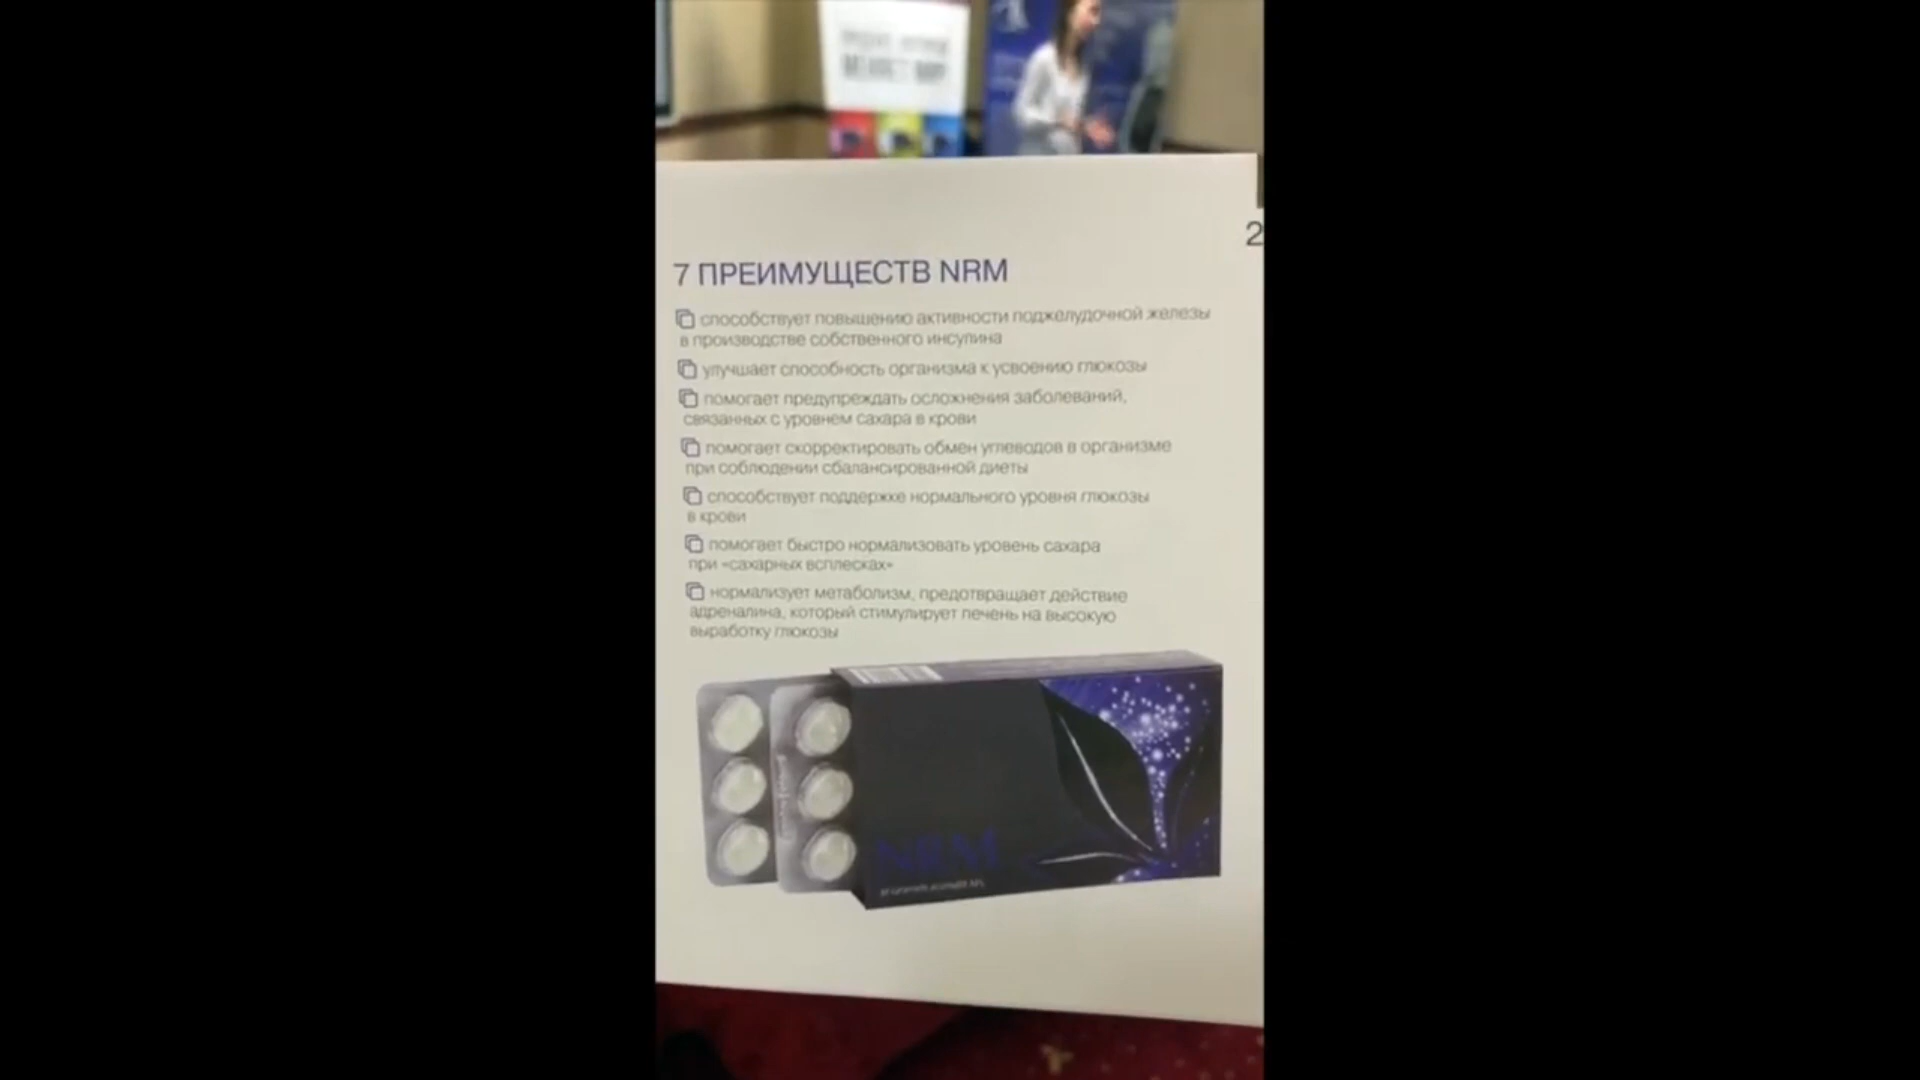 2
7 ПРЕИМУЩЕСТВ NRM
способствует повышению активности поджелудочной железы
в производстве собственного инсулина
улучшает способность организма к усвоению глюкозы
помогает предупреждать осложнения заболеваний,
связанных с уровнем сахара в крови
помогает скорректировать обмен углеводов в организме
при соблюдении сбалансированной диеты
способствует поддержке нормального уровня глюкозы
в крови
помогает быстро нормализовать уровень сахара
при «сахарных всплесках»
нормализует метаболизм, предотвращает действие
адреналина, который стимулирует печень на высокую
выработку глюкозы
NRM